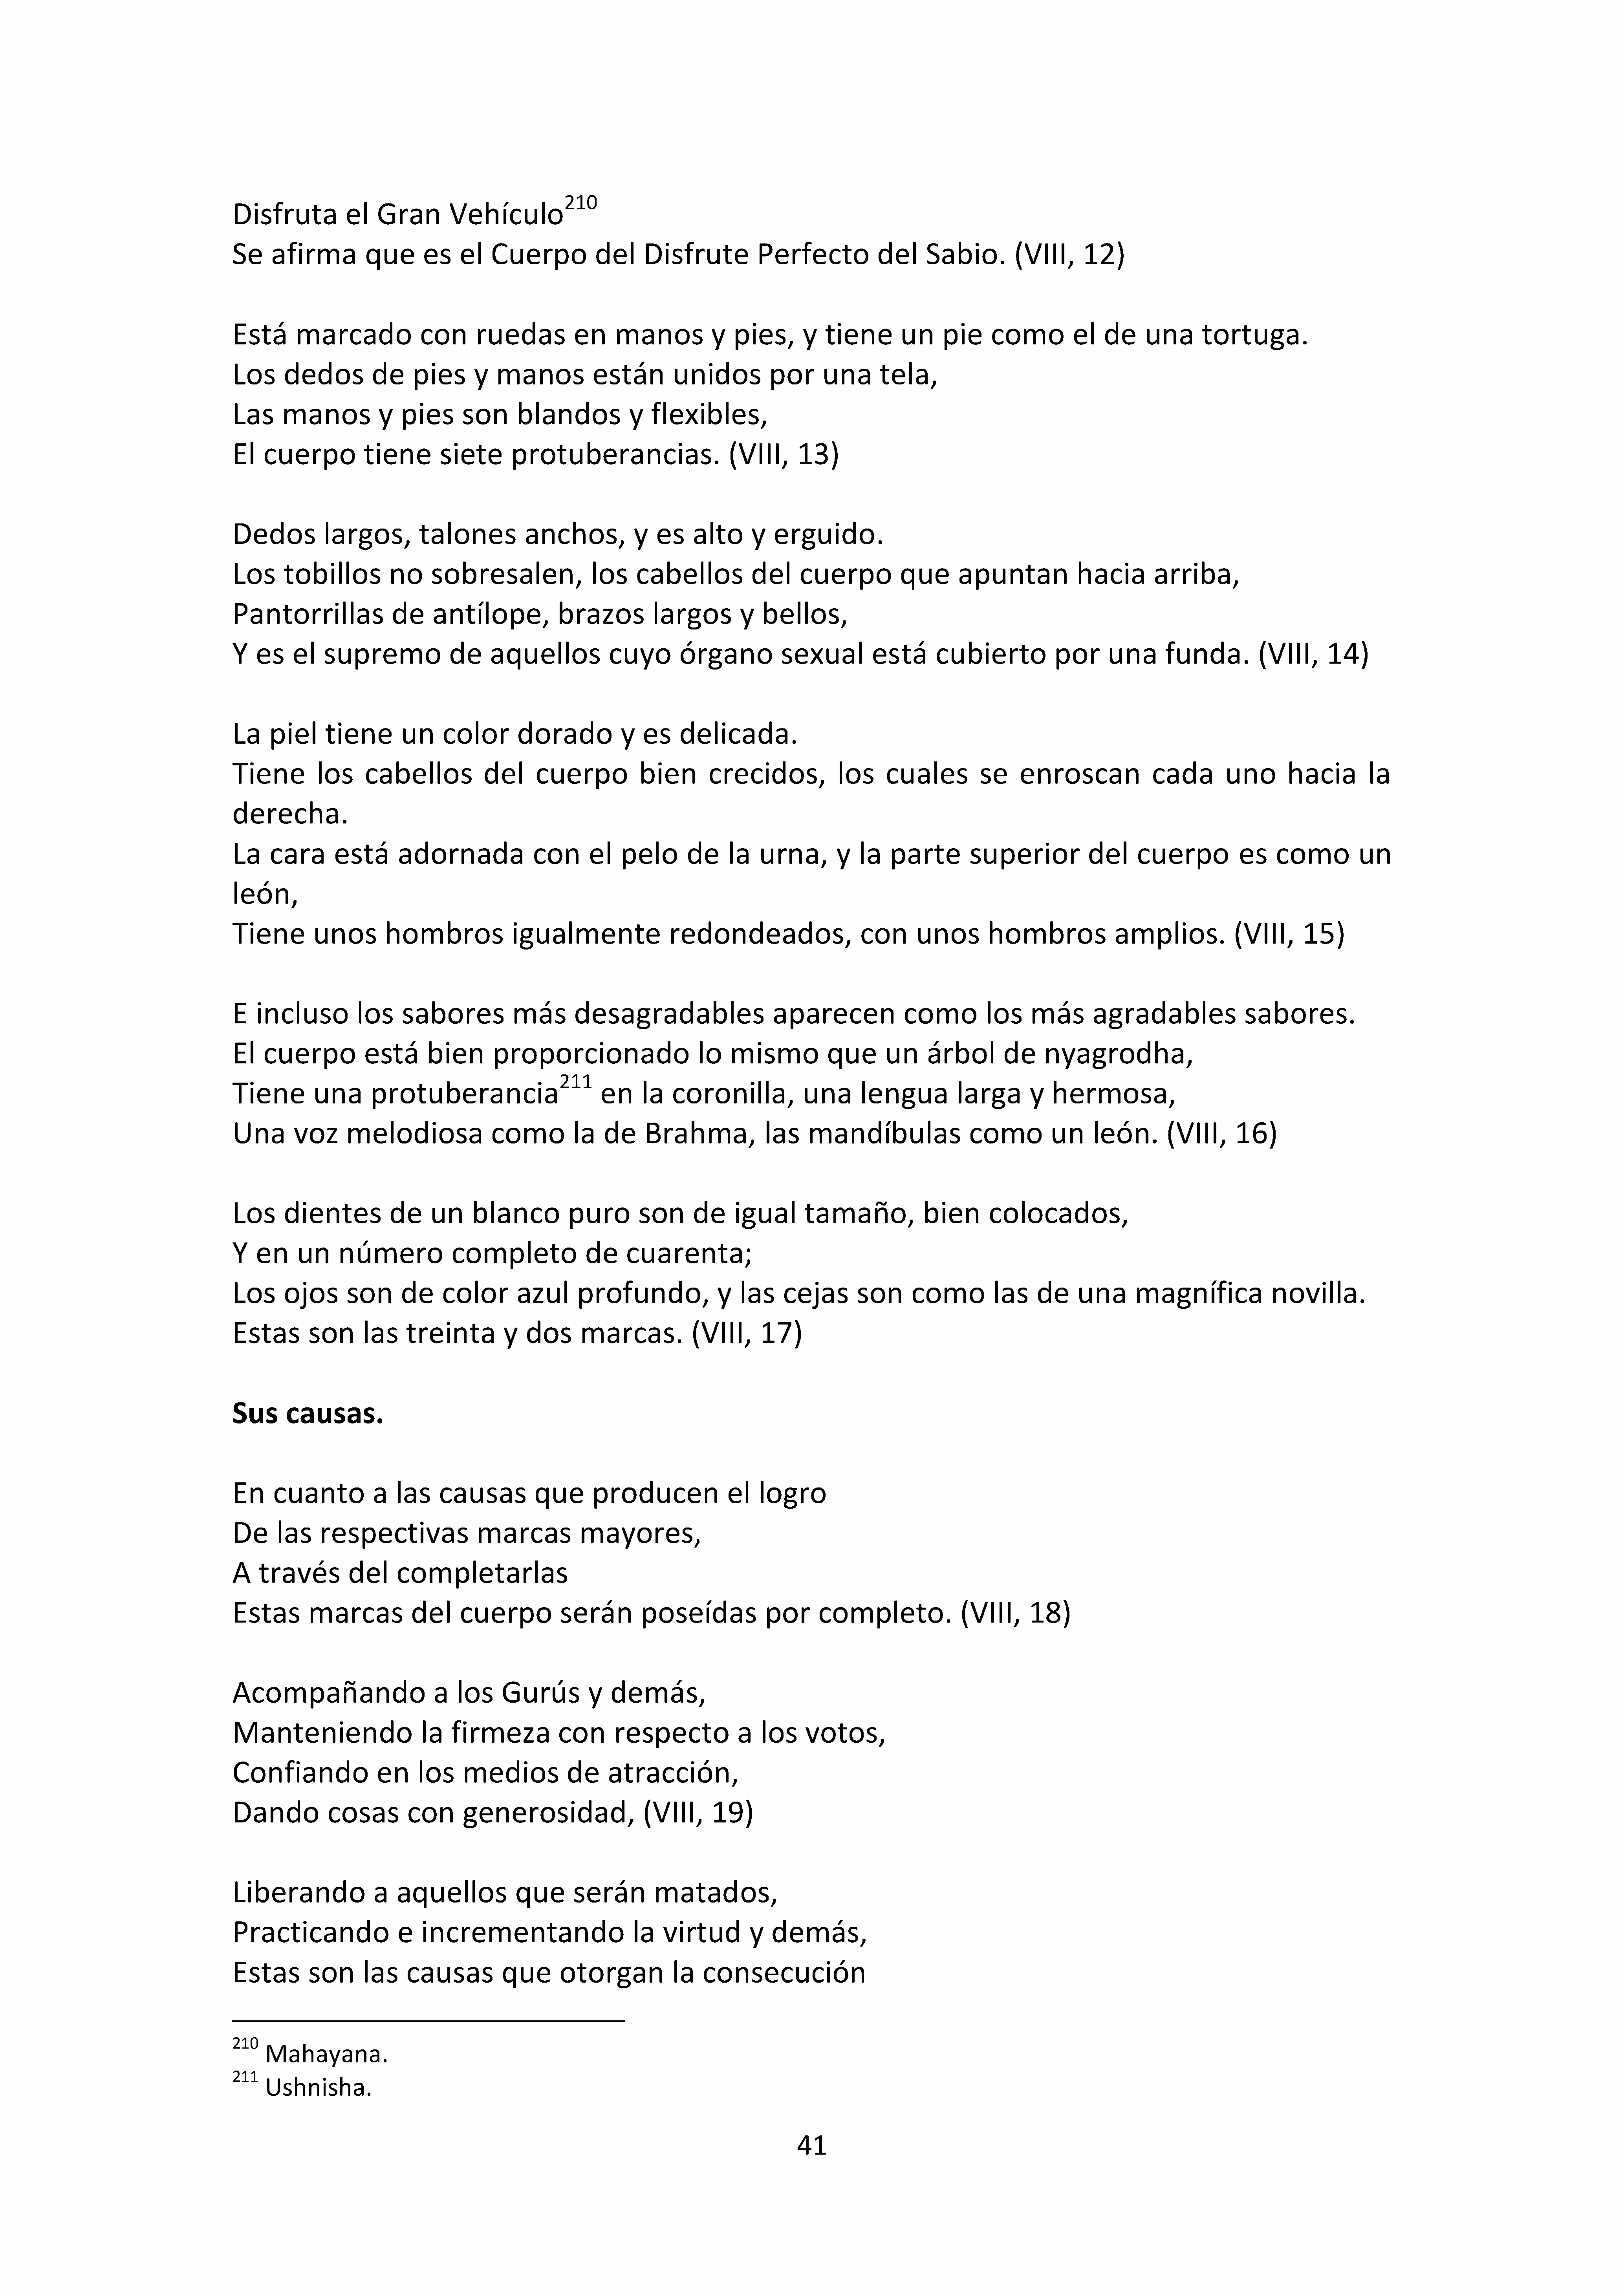 Disfruta el Gran Vehículo210
Se afirma que es el Cuerpo del Disfrute Perfecto del Sabio. (VIII, 12)
Está marcado con ruedas en manos y pies, y tiene un pie como el de una tortuga.
Los dedos de pies y manos están unidos por una tela,
Las manos y pies son blandos y flexibles,
El cuerpo tiene siete protuberancias. (VIII, 13)
Dedos largos, talones anchos, y es alto y erguido.
Los tobillos no sobresalen, los cabellos del cuerpo que apuntan hacia arriba,
Pantorrillas de antílope, brazos largos y bellos,
Y es el supremo de aquellos cuyo órgano sexual está cubierto por una funda. (VIII, 14)
La piel tiene un color dorado y es delicada.
Tiene los cabellos del cuerpo bien crecidos, los cuales se enroscan cada uno hacia la
derecha.
La cara está adornada con el pelo de la urna, y la parte superior del cuerpo es como un
león,
Tiene unos hombros igualmente redondeados, con unos hombros amplios. (VIII, 15)
E incluso los sabores más desagradables aparecen como los más agradables sabores.
El cuerpo está bien proporcionado lo mismo que un árbol de nyagrodha,
Tiene una protuberancia211 en la coronilla, una lengua larga y hermosa,
Una voz melodiosa como la de Brahma, las mandíbulas como un león. (VIII, 16)
Los dientes de un blanco puro son de igual tamaño, bien colocados,
Y en un número completo de cuarenta;
Los ojos son de color azul profundo, y las cejas son como las de una magnífica novilla.
Estas son las treinta y dos marcas. (VIII, 17)
Sus causas.
En cuanto a las causas que producen el logro
De las respectivas marcas mayores,
A través del completarlas
Estas marcas del cuerpo serán poseídas por completo. (VIII, 18)
Acompañando a los Gurús y demás,
Manteniendo la firmeza con respecto a los votos,
Confiando en los medios de atracción,
Dando cosas con generosidad, (VIII, 19)
Liberando a aquellos que serán matados,
Practicando e incrementando la virtud y demás,
Estas son las causas que otorgan la consecución
210 Mahayana.
211 Ushnisha.
41